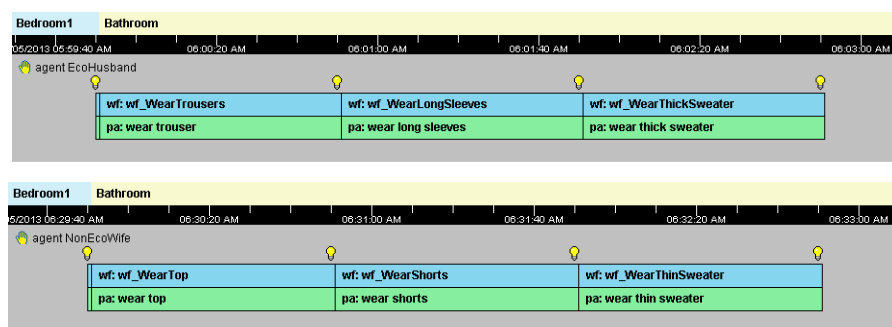 Bedroom1 Bathroom
/05/2013 05:59:40 AM 06:00:20 AM 06:01:00 AM 06:01:40 AM 06:02:20 AM 06:03:00 AM
agent EcoHusband
wf: wf_WearTrousers wf: wf_WearLongSleeves wf: wf_WearThickSweater
pa: wear trouser pa: wear long sleeves pa: wear thick sweater
Bedroom1 Bathroom
5/2013 06:29:40 AM 06:30:20 AM 06:31:00 AM 06:31:40 AM 06:32:20 AM 06:33:00 AM
agent NonEcoWife
wf: wf_WearTop wf: wf_WearShorts wf: wf_WearThinSweater
pa: wear top pa: wear shorts pa: wear thin sweater